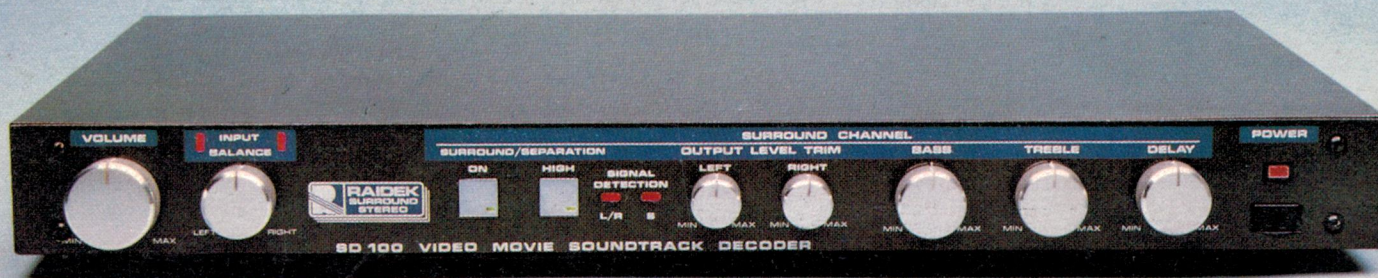 VOLUME
INPUT
BALANCE
SURROUND CHANNEL
POWER
SURROUND/SEPARATION
OUTPUT LEVEL TRIM
BASS
TREBLE
DELAY
ON
HIGH
SIGNAL
DETECTION
LEFT
RIGHT
R RAIDEK
SURROUND
STEREO
L/R
S
MIN
MAX
LEFT
RIGHT
MIN
MAX
MIN
MAX
MIN
MAX
MIN
MAX
MIN
MAX
SD 100 VIDEO MOVIE SOUNDTRACK DECODER